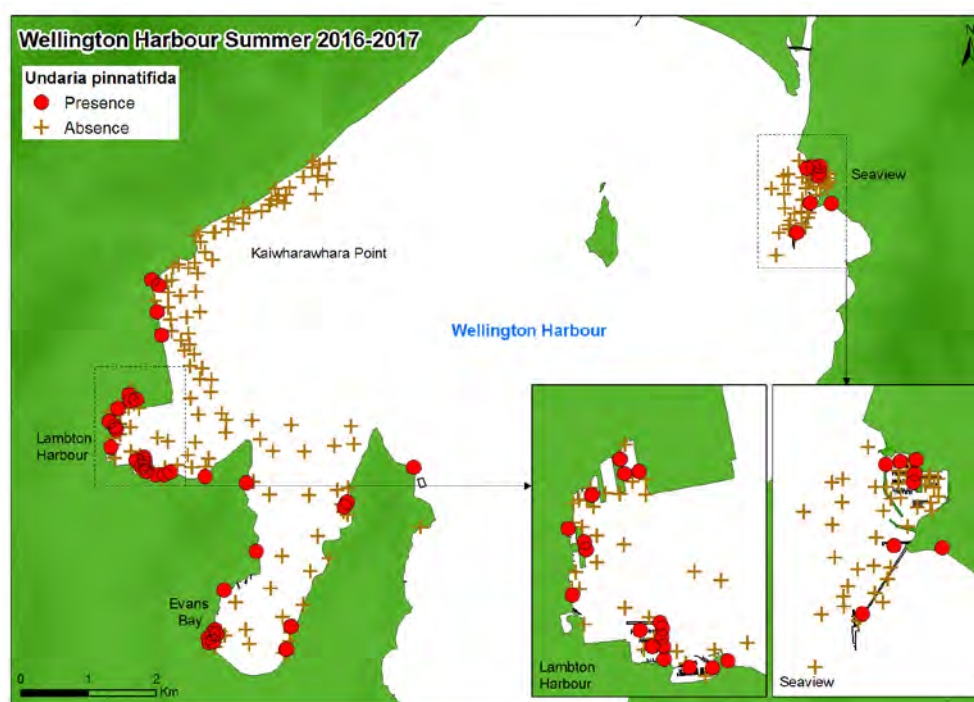 Wellington Harbour Summer 2016-2017
Undaria pinnatifida
Presence
Absence
N
Seaview
Kaiwharawhara Point
Wellington Harbour
Lambton
Harbour
Evans
Bay
0 1 2
Km
Lambton
Harbour
Seaview